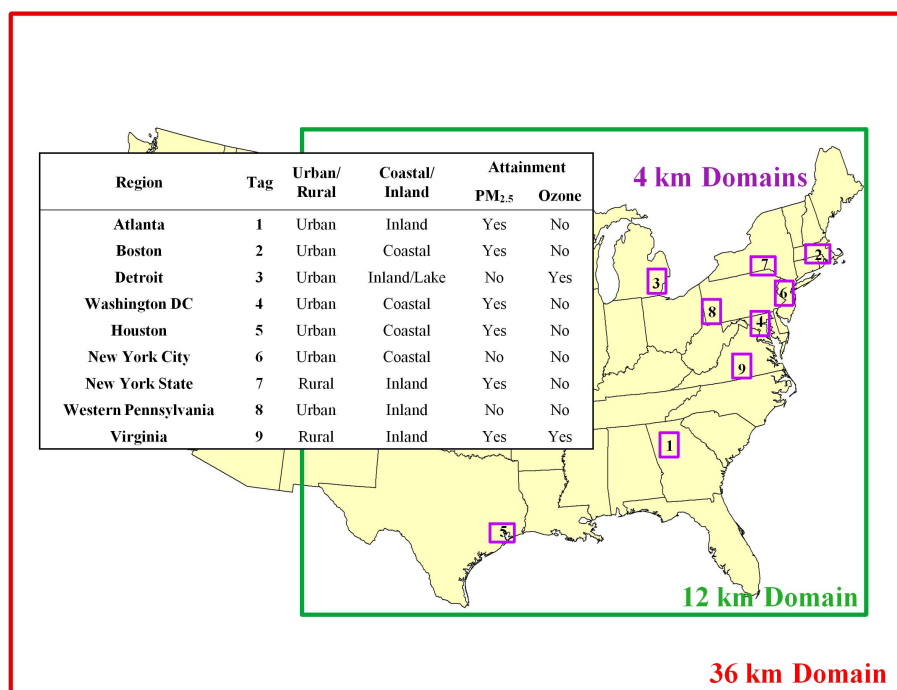 4 km Domains
Region Tag Urban/Rural Coastal/Inland Attainment
PM2.5 Ozone
Atlanta 1 Urban Inland Yes No
Boston 2 Urban Coastal Yes No
Detroit 3 Urban Inland/Lake No Yes
Washington DC 4 Urban Coastal Yes No
Houston 5 Urban Coastal Yes No
New York City 6 Urban Coastal No No
New York State 7 Rural Inland Yes No
Western Pennsylvania 8 Urban Inland No No
Virginia 9 Rural Inland Yes Yes
2
7
3
6
8
4
9
1
5
12 km Domain
36 km Domain